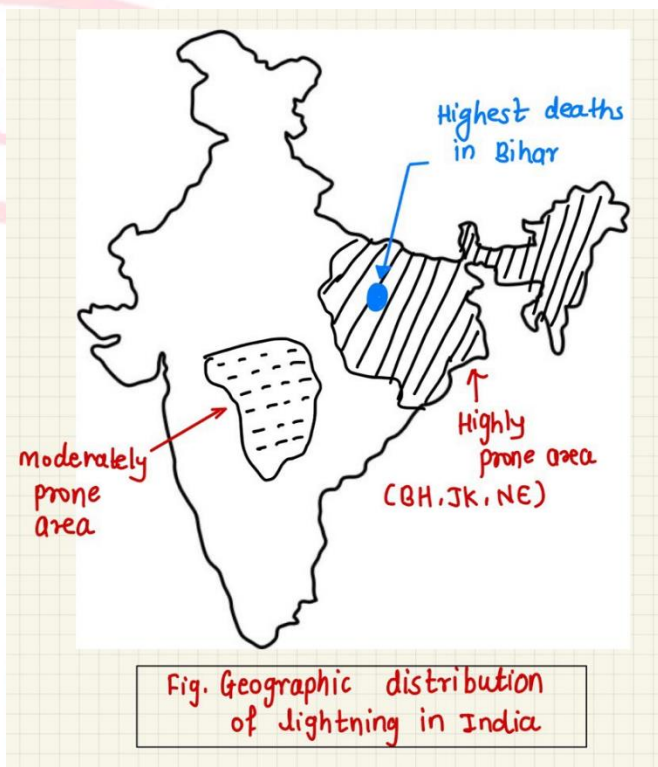 Highest deaths
in Bihar
Highly
prone area
(BH, JK, NE)
moderately
prone
area
Fig. Geographic distribution
of lightning in India